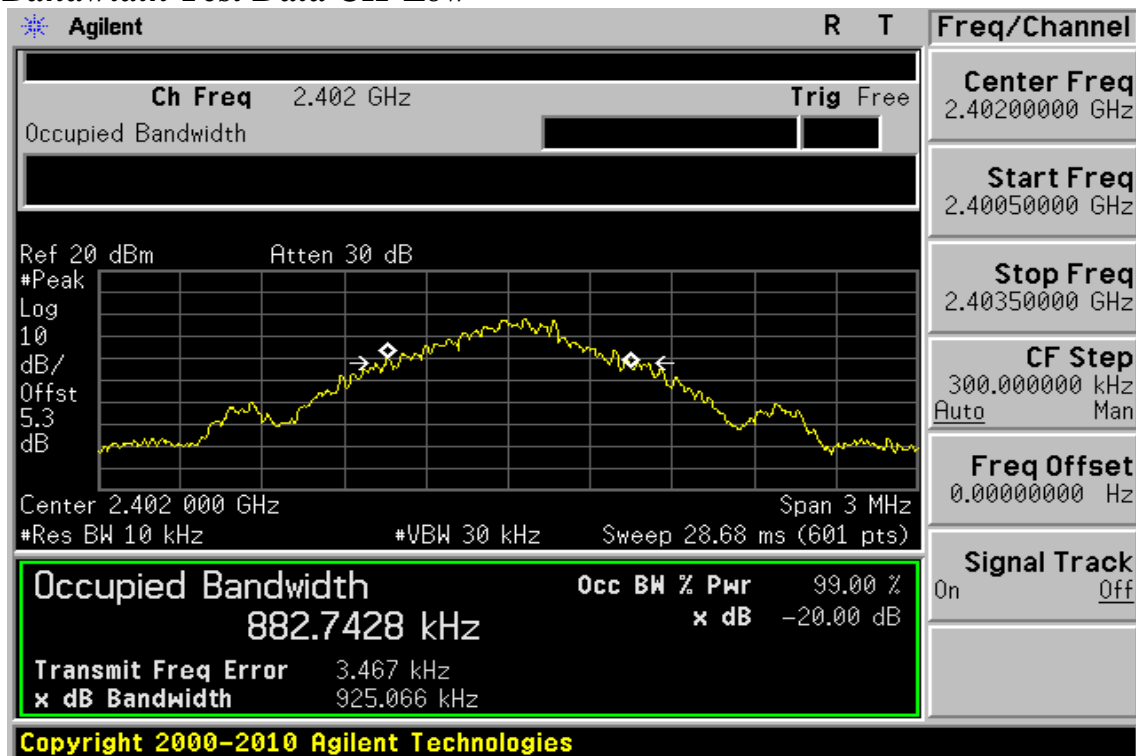 Bandwidth Test Data CH-Low
Agilent R T
Freq/Channel
Ch Freq 2.402 GHz Trig Free
Occupied Bandwidth
Center Freq
2.40200000 GHz
Start Freq
2.40050000 GHz
Stop Freq
2.40350000 GHz
CF Step
300.000000 kHz
Auto Man
Freq Offset
0.00000000 Hz
Signal Track
On Off
Ref 20 dBm Atten 30 dB
#Peak
Log
10
dB/
Offst
5.3
dB
Center 2.402 000 GHz Span 3 MHz
#Res BW 10 kHz #VBW 30 kHz Sweep 28.68 ms (601 pts)
Occupied Bandwidth Occ BW % Pwr 99.00 %
882.7428 kHz x dB -20.00 dB
Transmit Freq Error 3.467 kHz
x dB Bandwidth 925.066 kHz
Copyright 2000-2010 Agilent Technologies